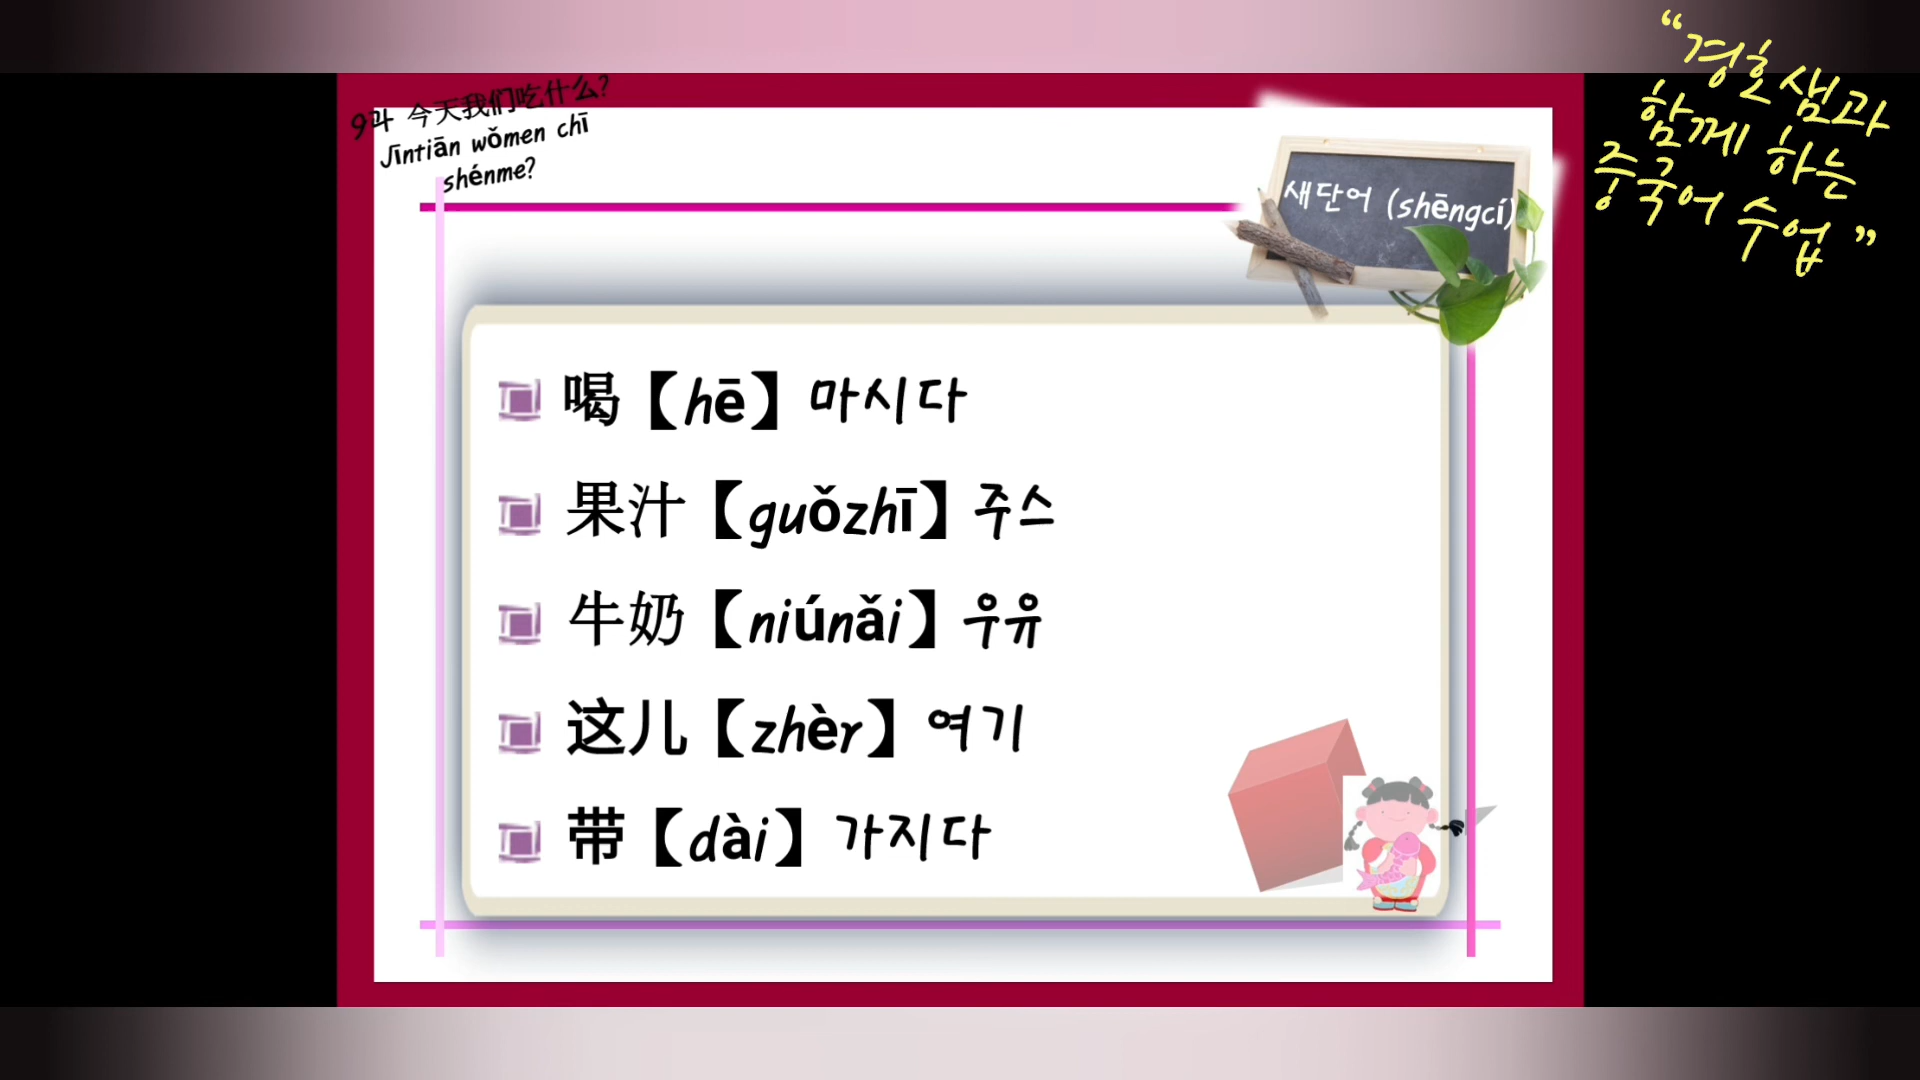 9과 今天我们吃什么?
Jīntiān wǒmen chī
shénme?
“경호샘과
함께 하는
중국어 수업”
새단어 (shēngcí)
喝【hē】마시다
果汁【guǒzhī】주스
牛奶【niúnǎi】우유
这儿【zhèr】여기
带【dài】가지다